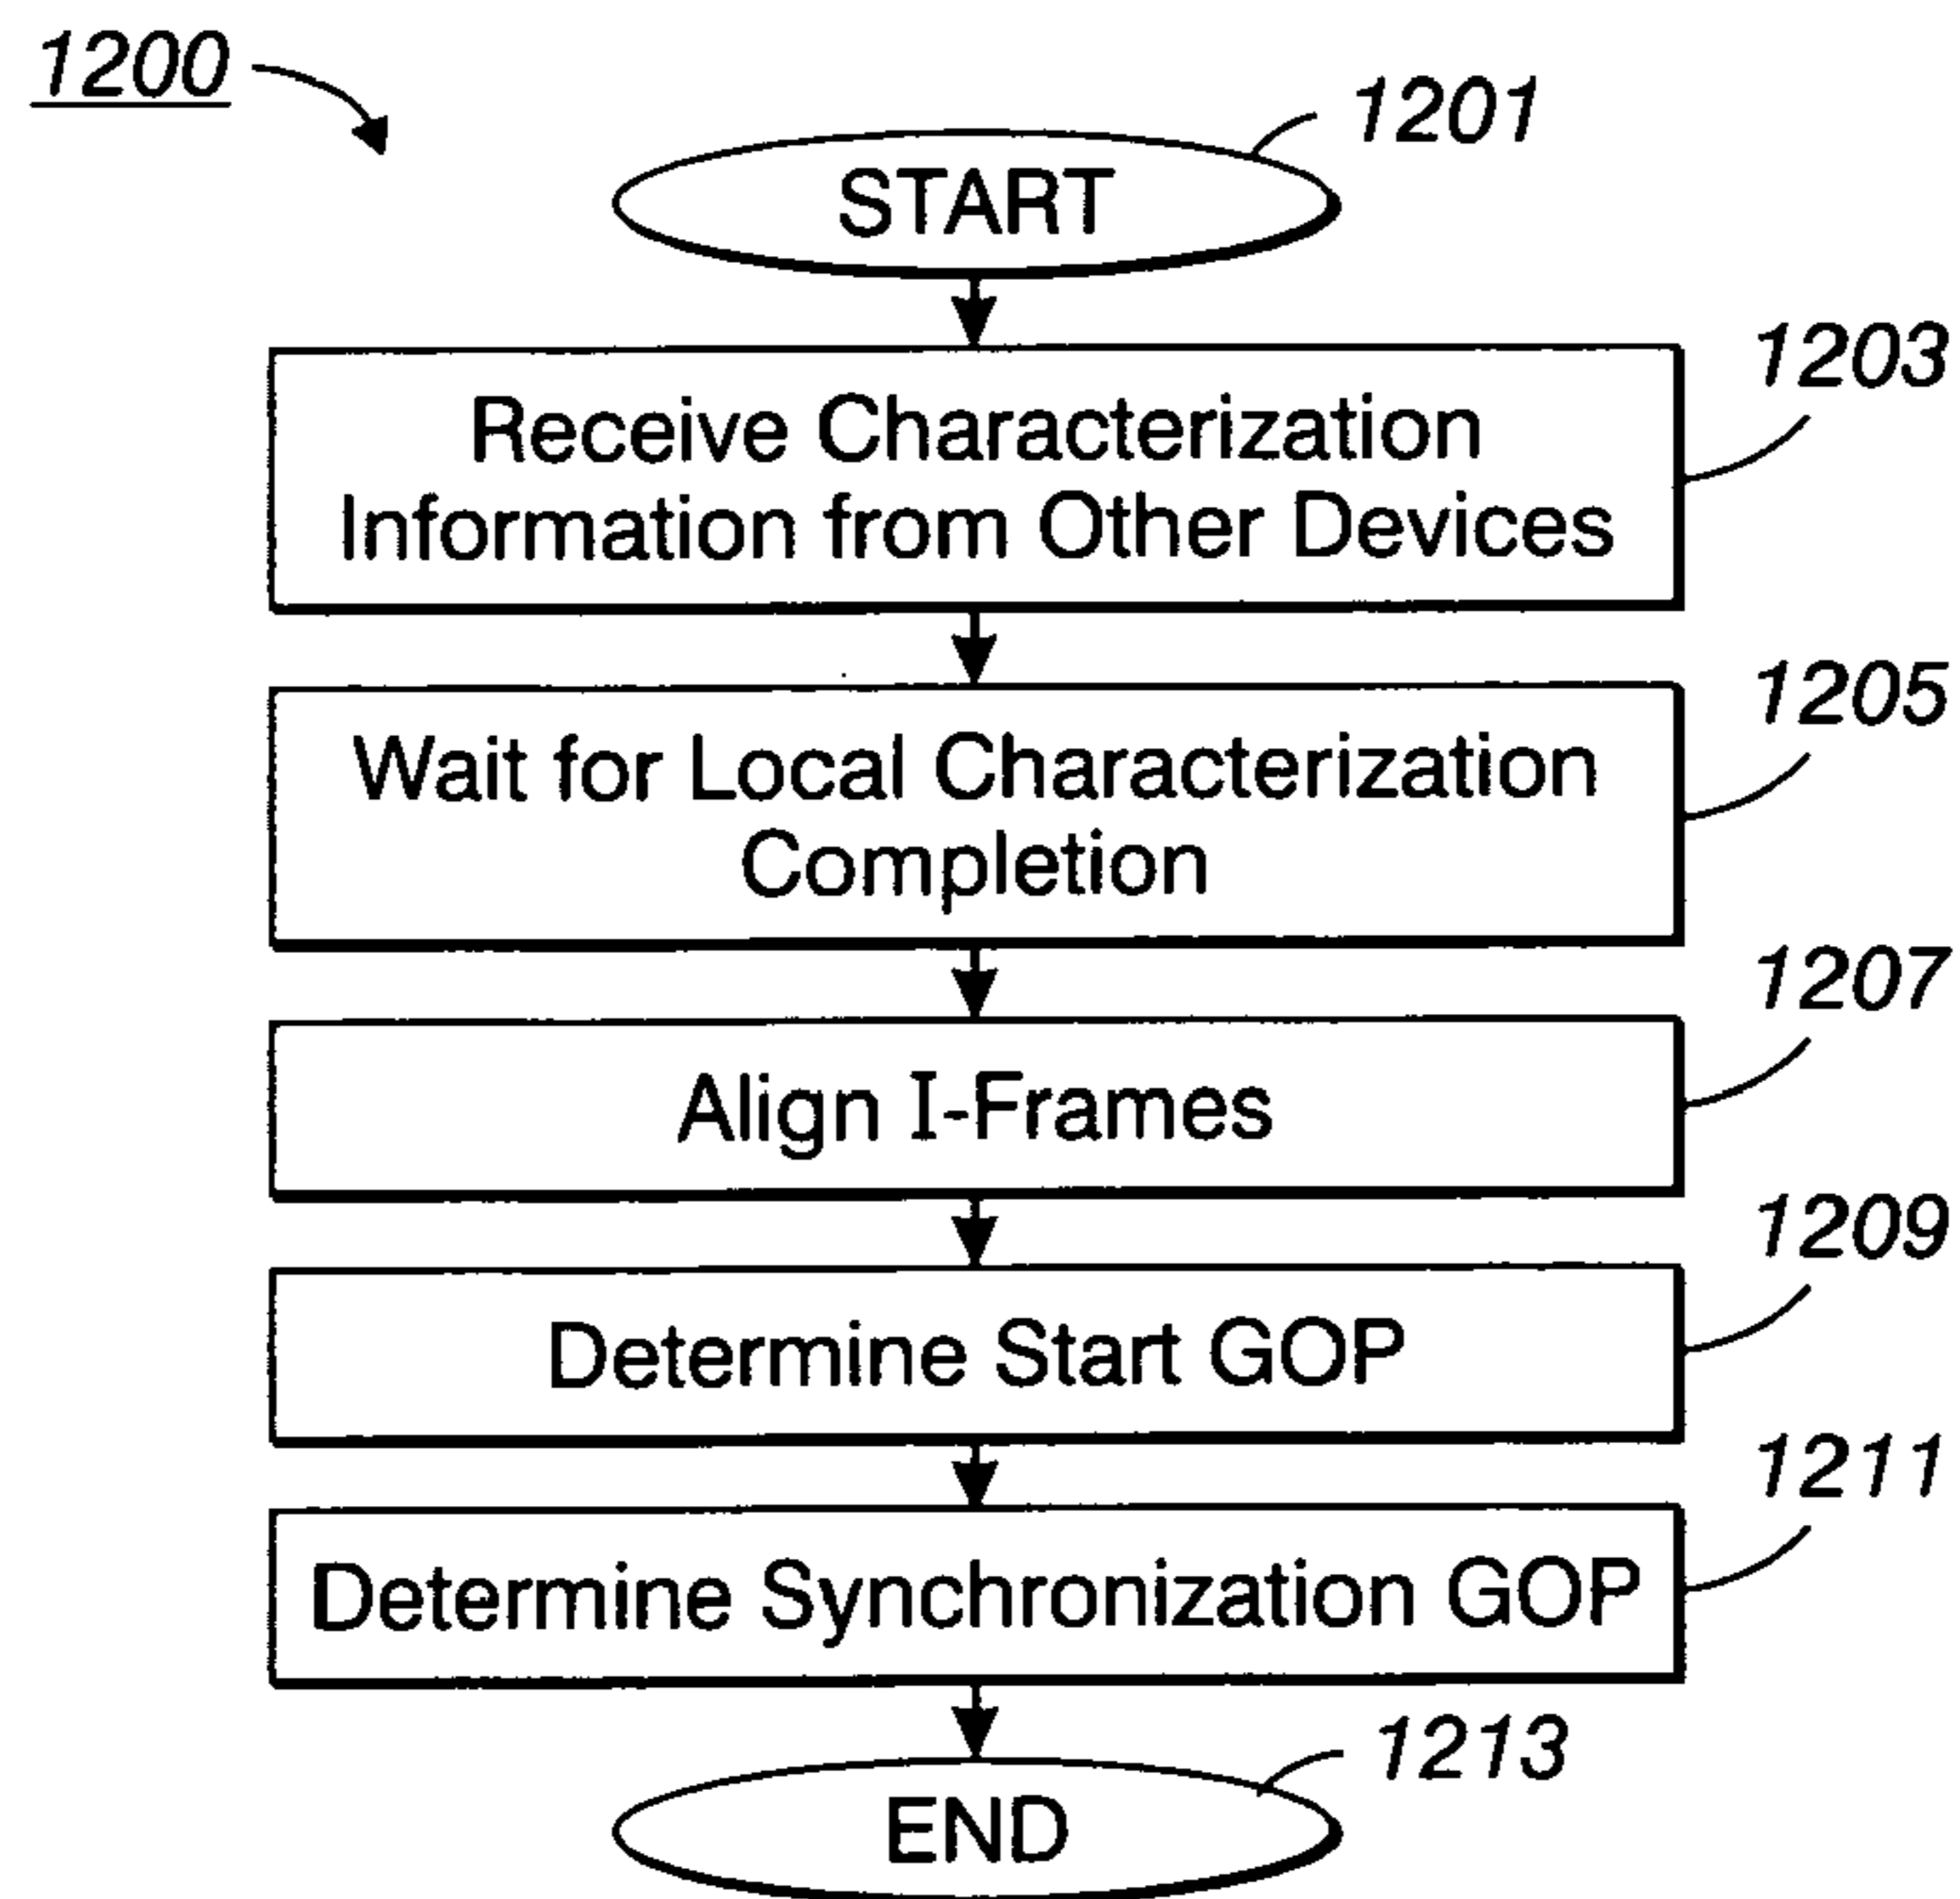 1200
1201
START
1203
Receive Characterization
Information from Other Devices
1205
Wait for Local Characterization
Completion
1207
Align I-Frames
1209
Determine Start GOP
1211
Determine Synchronization GOP
1213
END